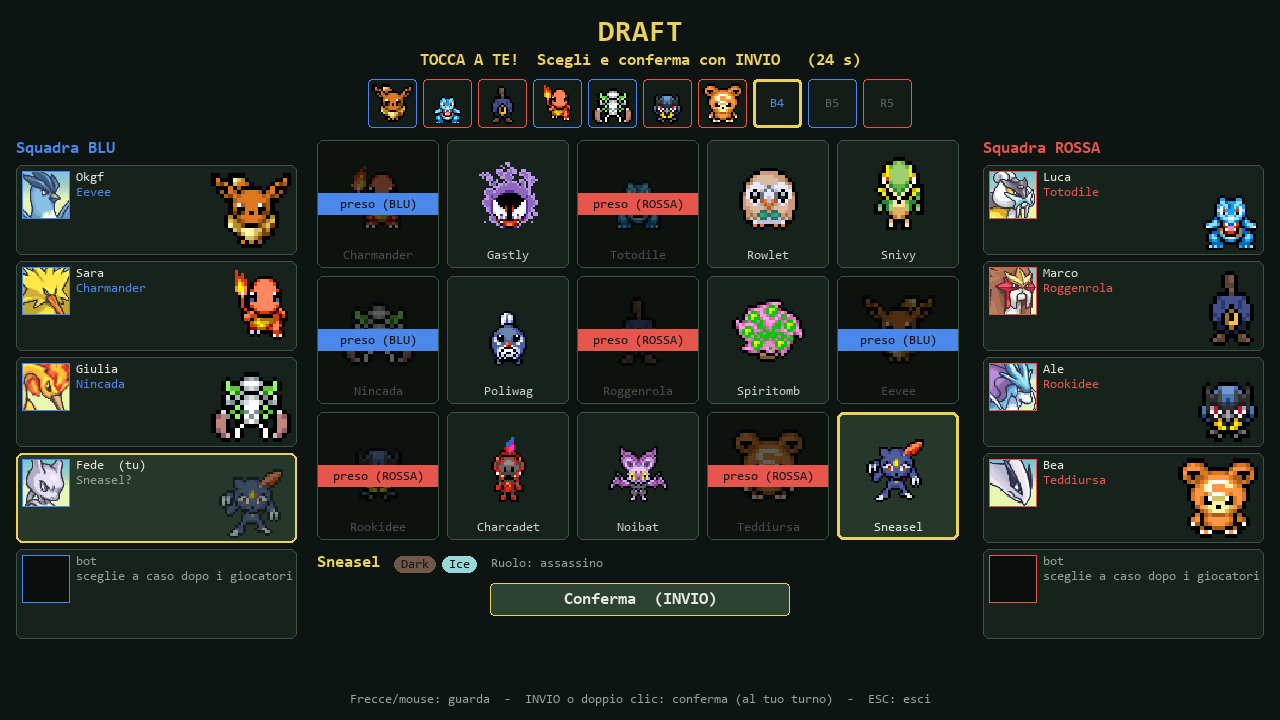 DRAFT
TOCCA A TE!  Scegli e conferma con INVIO   (24 s)
B4
B5
R5
Squadra BLU
Okgf
Eevee
Sara
Charmander
Giulia
Nincada
Fede  (tu)
Sneasel?
bot
sceglie a caso dopo i giocatori
preso (BLU)
Charmander
Gastly
preso (ROSSA)
Totodile
Rowlet
Snivy
preso (BLU)
Nincada
Poliwag
preso (ROSSA)
Roggenrola
Spiritomb
preso (BLU)
Eevee
preso (ROSSA)
Rookidee
Charcadet
Noibat
preso (ROSSA)
Teddiursa
Sneasel
Sneasel  Dark  Ice  Ruolo: assassino
Conferma  (INVIO)
Squadra ROSSA
Luca
Totodile
Marco
Roggenrola
Ale
Rookidee
Bea
Teddiursa
bot
sceglie a caso dopo i giocatori
Frecce/mouse: guarda  -  INVIO o doppio clic: conferma (al tuo turno)  -  ESC: esci